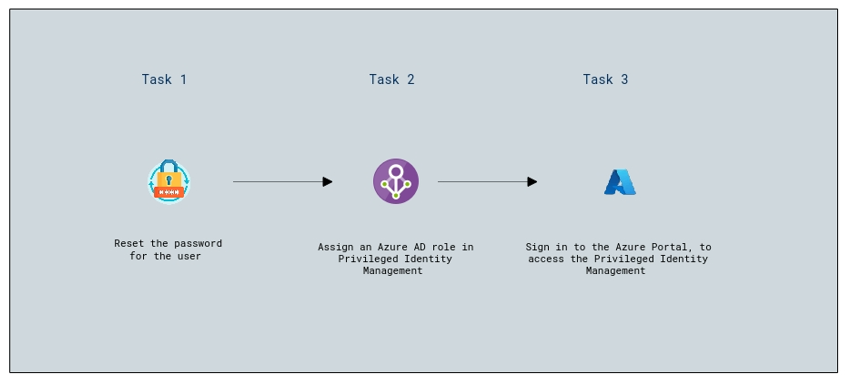 Task 1
Task 2
Task 3
****
Reset the password
for the user
Assign an Azure AD role in
Privileged Identity
Management
Sign in to the Azure Portal, to
access the Privileged Identity
Management